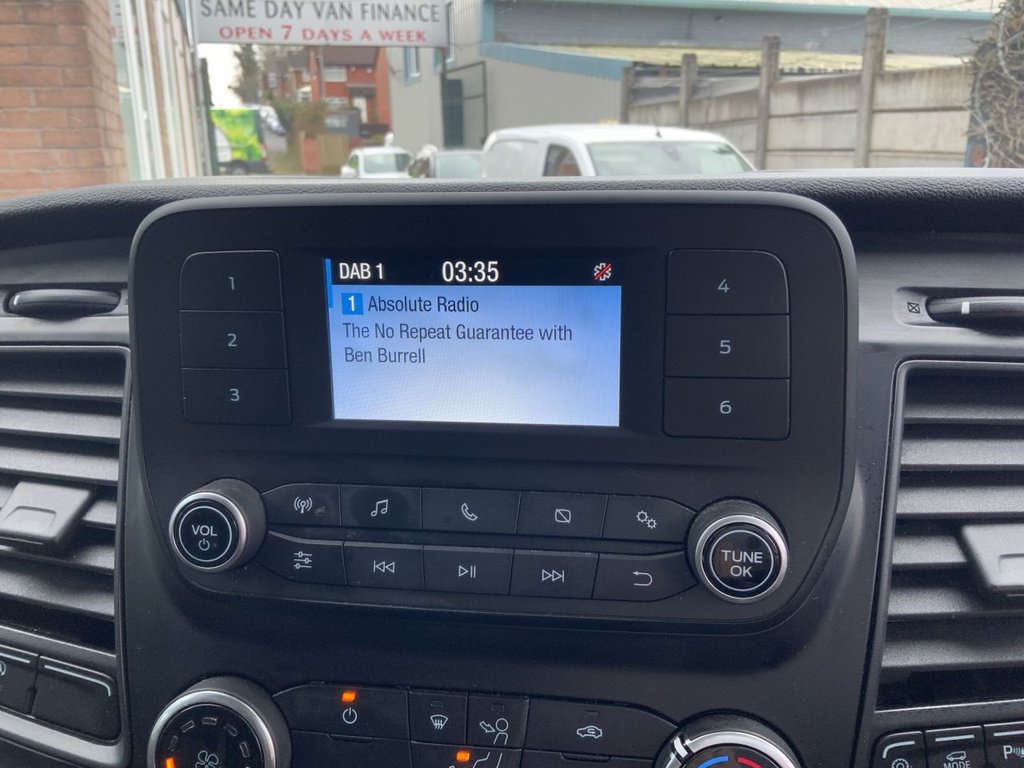 SAME DAY VAN FINANCE
OPEN 7 DAYS A WEEK
DAB 1 03:35
1 Absolute Radio
The No Repeat Guarantee with
Ben Burrell
1
2
3
4
5
6
VOL
TUNE
OK
MODE
P